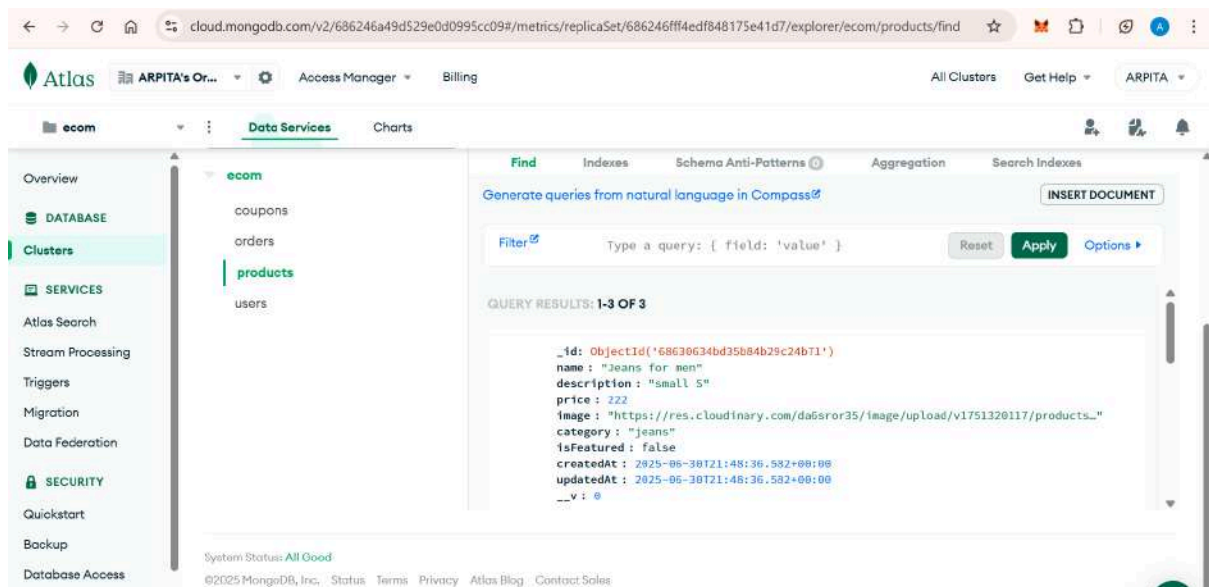 cloud.mongodb.com/v2/686246a49d529e0d0995cc09#/metrics/replicaSet/686246fff4edf848175e41d7/explorer/ecom/products/find
Atlas ARPITA's Or... Access Manager Billing All Clusters Get Help ARPITA
ecom Data Services Charts
Overview
DATABASE
Clusters
SERVICES
Atlas Search
Stream Processing
Triggers
Migration
Data Federation
SECURITY
Quickstart
Backup
Database Access
ecom
coupons
orders
products
users
Find Indexes Schema Anti-Patterns 0 Aggregation Search Indexes
Generate queries from natural language in Compass INSERT DOCUMENT
Filter Type a query: { field: 'value' } Reset Apply Options
QUERY RESULTS: 1-3 OF 3
_id: ObjectId('68630634bd35b84b29c24b71')
name : "Jeans for men"
description : "small S"
price : 222
image : "https://res.cloudinary.com/da6sror35/image/upload/v1751320117/products…"
category : "jeans"
isFeatured : false
createdAt : 2025-06-30T21:48:36.582+00:00
updatedAt : 2025-06-30T21:48:36.582+00:00
__v : 0
System Status: All Good
©2025 MongoDB, Inc. Status Terms Privacy Atlas Blog Contact Sales